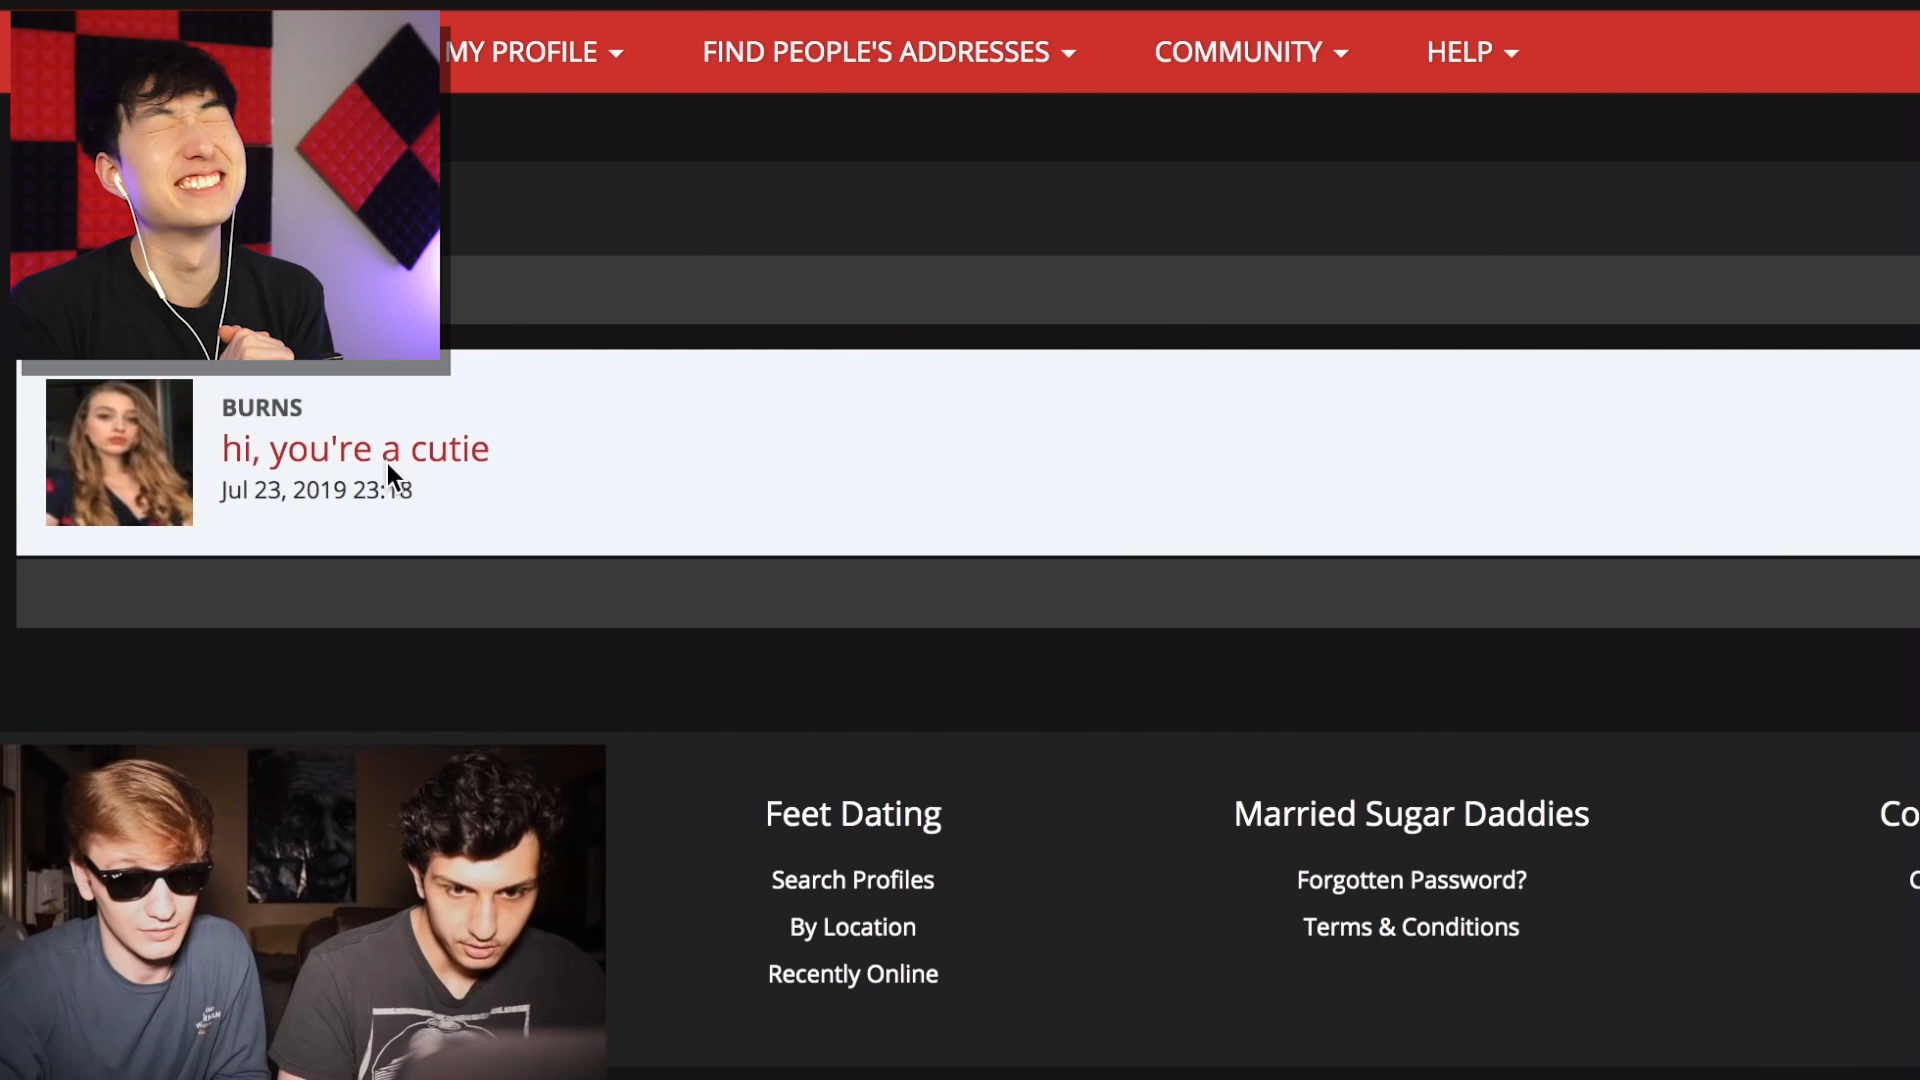 MY PROFILE
FIND PEOPLE'S ADDRESSES
COMMUNITY
HELP
BURNS
hi, you're a cutie
Jul 23, 2019 23:18
Feet Dating
Search Profiles
By Location
Recently Online
Married Sugar Daddies
Forgotten Password?
Terms & Conditions
Co